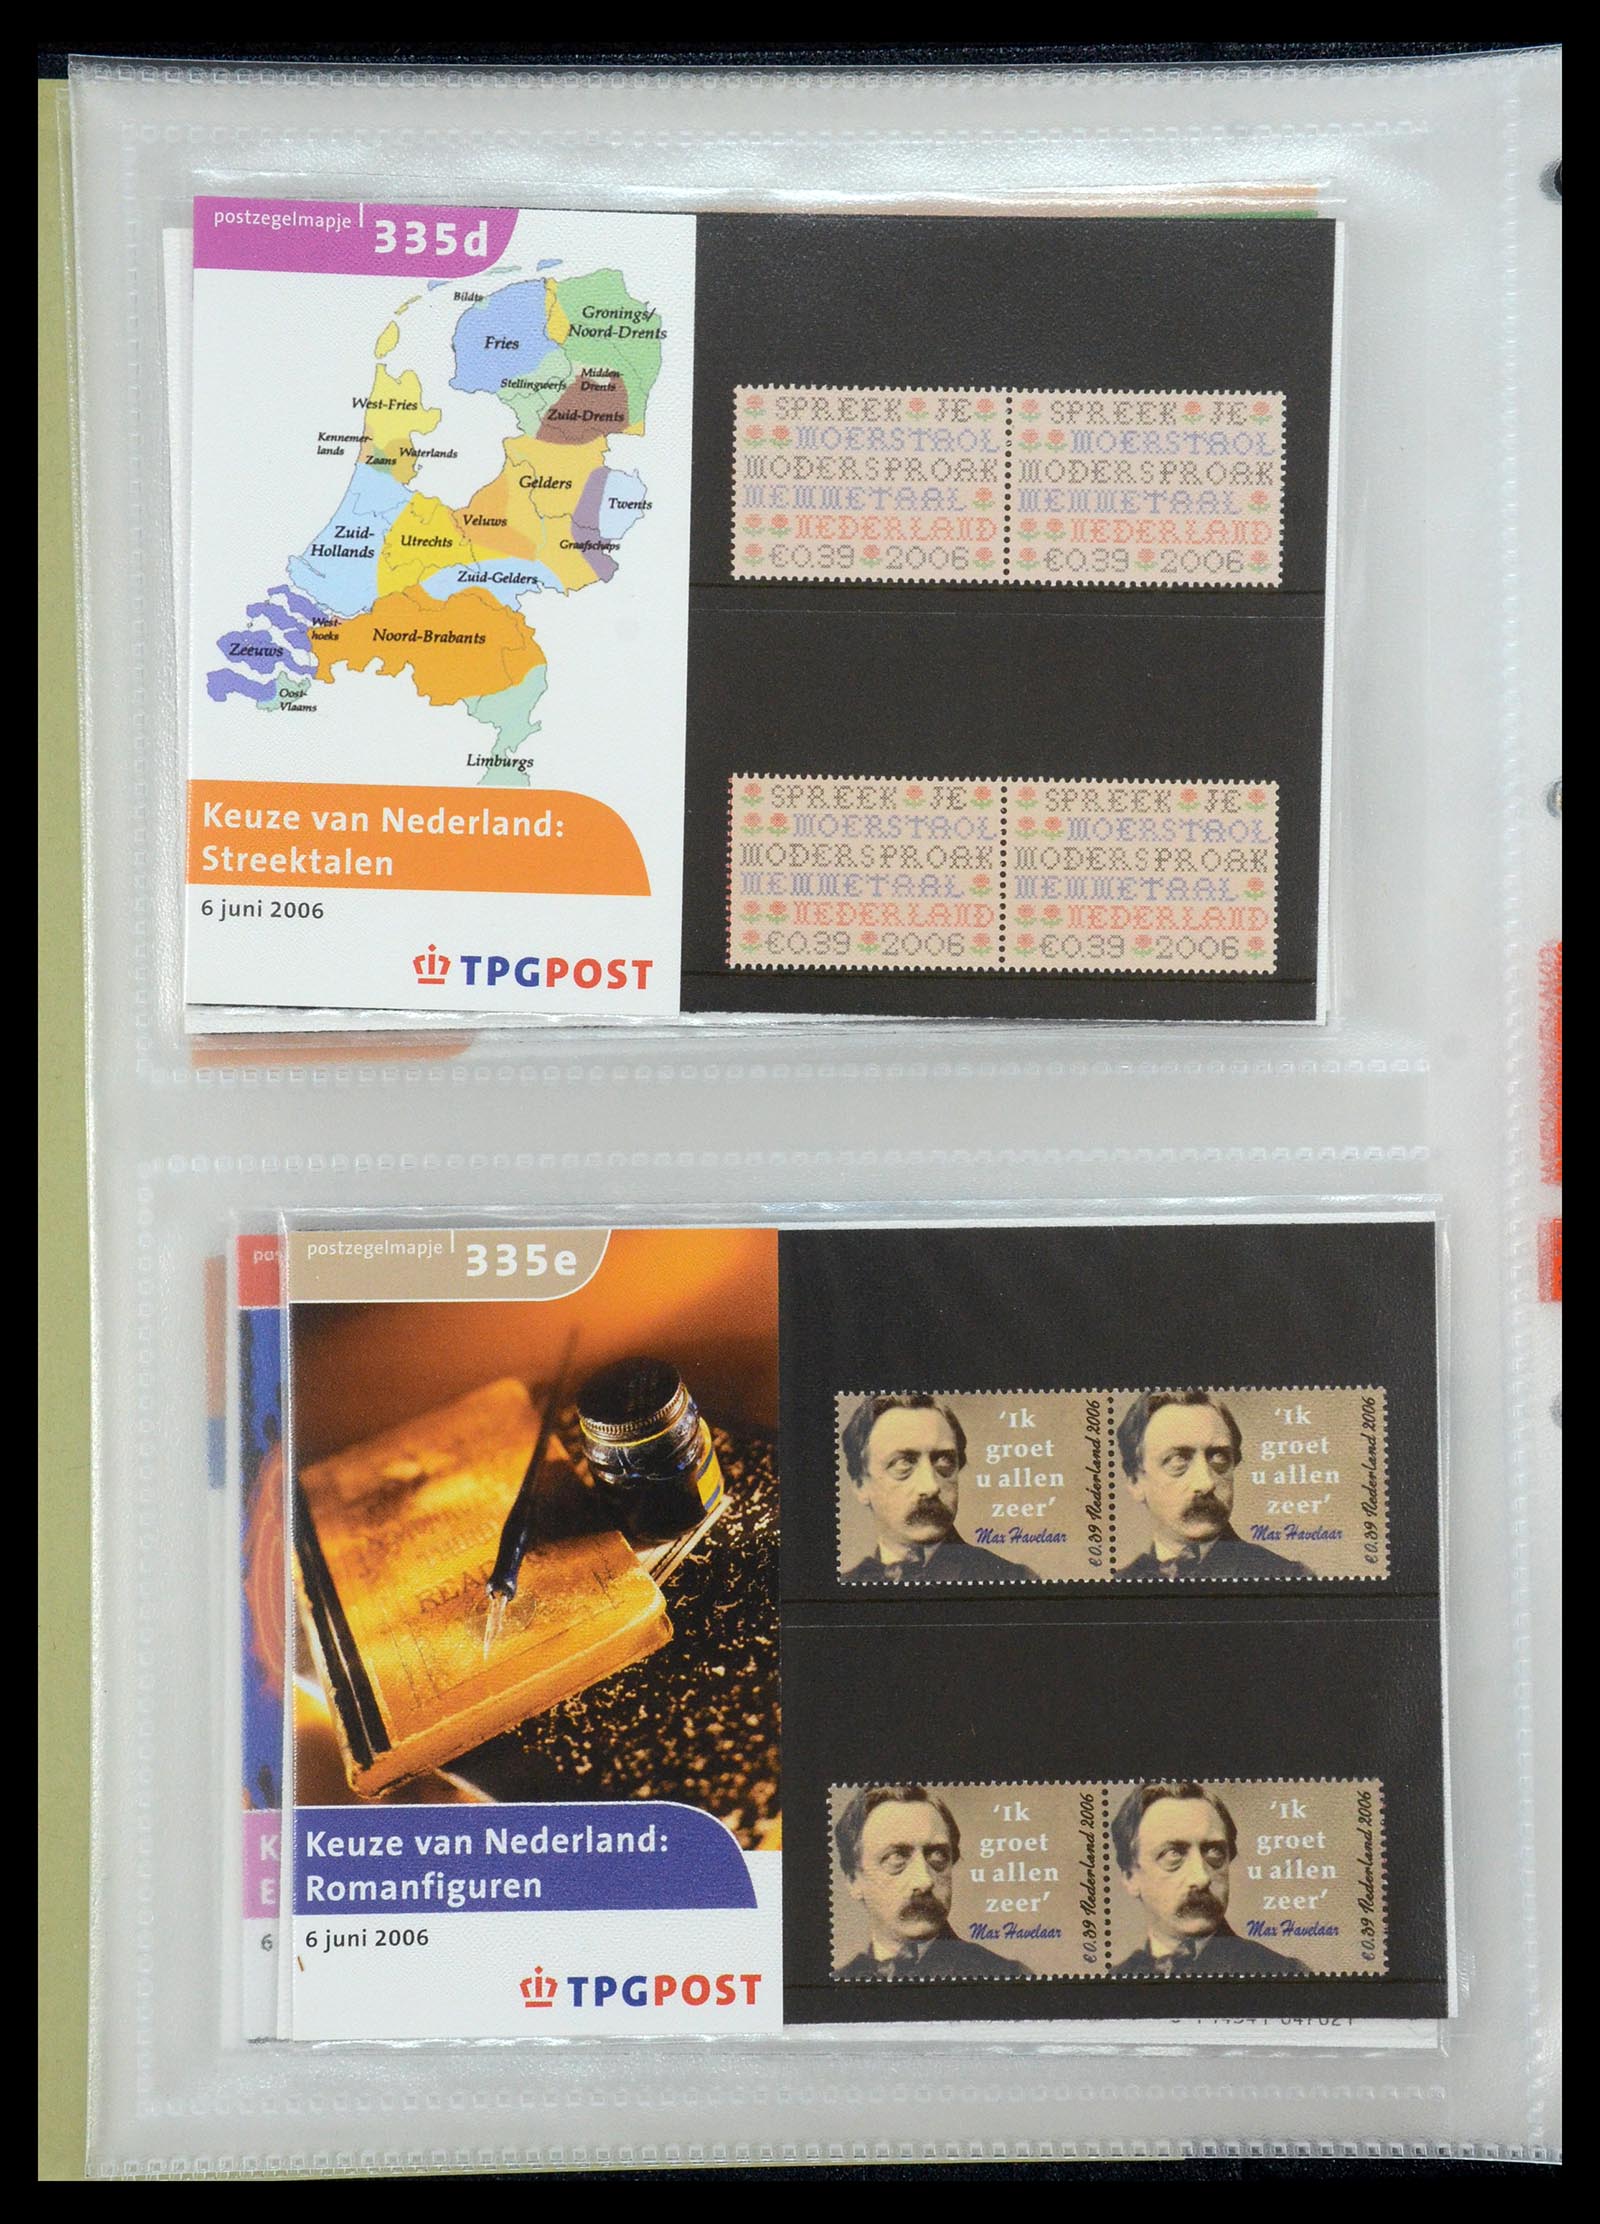 postzegelmapje 335d
Bildts
Gronings/
Noord-Drents
Fries
Stellingwerfs
Midden-
Drents
Zuid-Drents
West-Fries
Kennemer-
lands
Zaans
Waterlands
Gelders
Twents
Veluws
Graafschaps
Zuid-
Hollands
Utrechts
Zuid-Gelders
West-
hoeks
Noord-Brabants
Zeeuws
Oost-
Vlaams
Limburgs
Keuze van Nederland:
Streektalen
6 juni 2006
TPGPOST
SPREEK JE
MOERSTAOL
MODERSPROAK
MEMMETAAL
NEDERLAND
€0.39 2006
SPREEK JE
MOERSTAOL
MODERSPROAK
MEMMETAAL
NEDERLAND
€0.39 2006
SPREEK JE
MOERSTAOL
MODERSPROAK
MEMMETAAL
NEDERLAND
€0.39 2006
SPREEK JE
MOERSTAOL
MODERSPROAK
MEMMETAAL
NEDERLAND
€0.39 2006
pos
K
E
6
postzegelmapje 335e
Keuze van Nederland:
Romanfiguren
6 juni 2006
TPGPOST
'Ik
groet
u allen
zeer'
Max Havelaar
€0.39 Nederland 2006
'Ik
groet
u allen
zeer'
Max Havelaar
€0.39 Nederland 2006
'Ik
groet
u allen
zeer'
Max Havelaar
€0.39 Nederland 2006
'Ik
groet
u allen
zeer'
Max Havelaar
€0.39 Nederland 2006